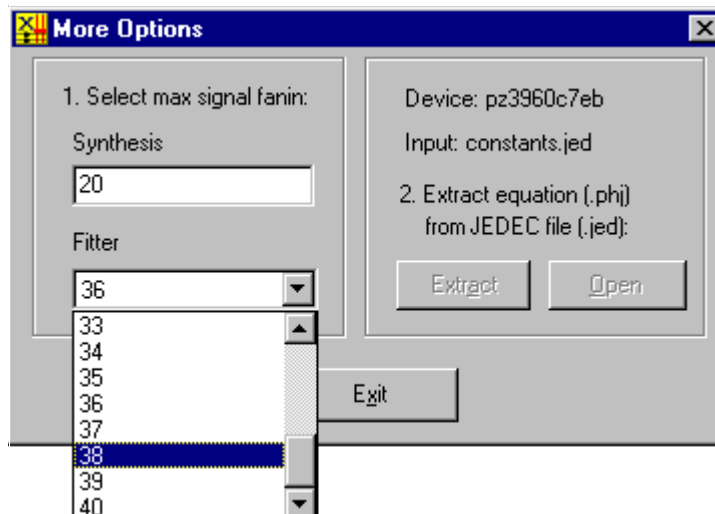 More Options
1. Select max signal fanin:
Synthesis
20
Fitter
36
33
34
35
36
37
38
39
40
Device: pz3960c7eb
Input: constants.jed
2. Extract equation (.phj)
from JEDEC file (.jed):
Extract
Open
Exit